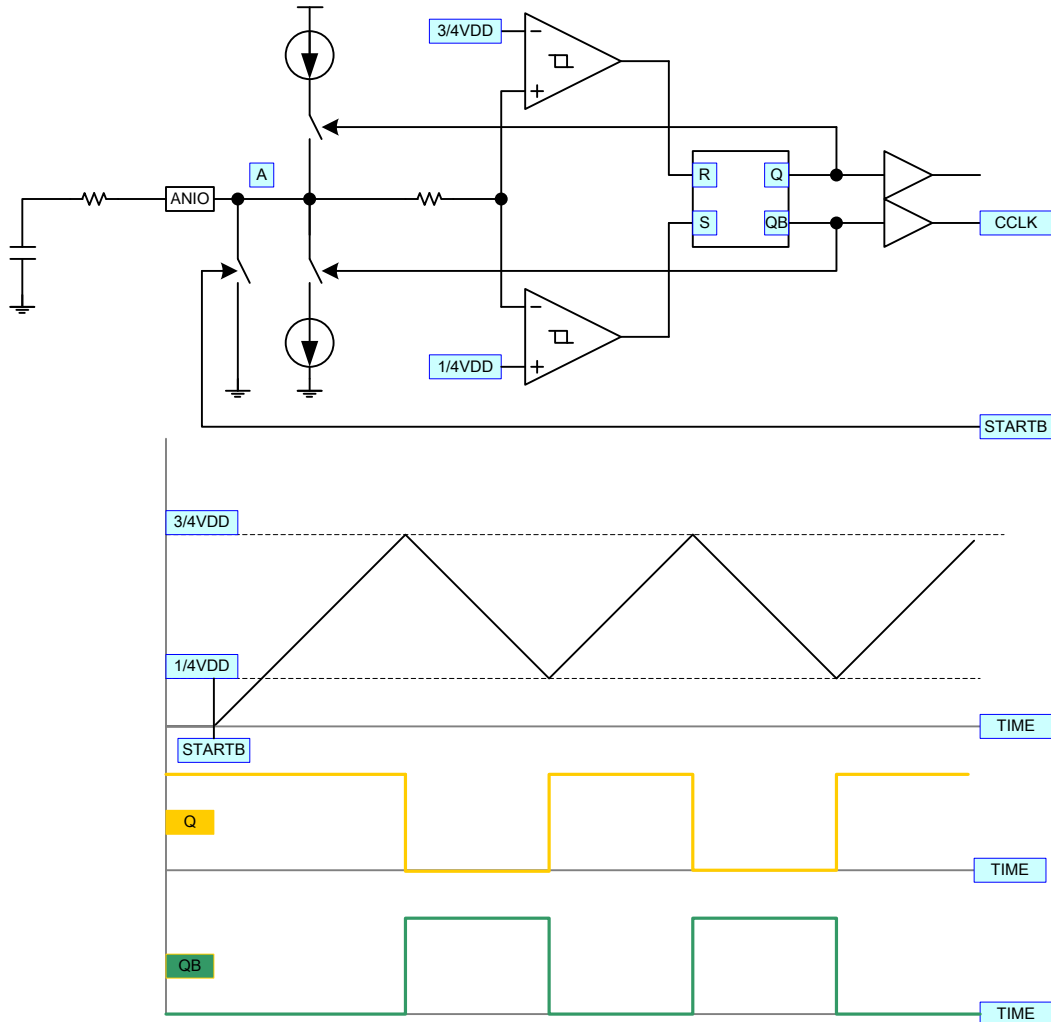 3/4VDD
−
+
A
ANIO
R
Q
S
QB
CCLK
−
1/4VDD
+
STARTB
3/4VDD
1/4VDD
STARTB
TIME
Q
TIME
QB
TIME